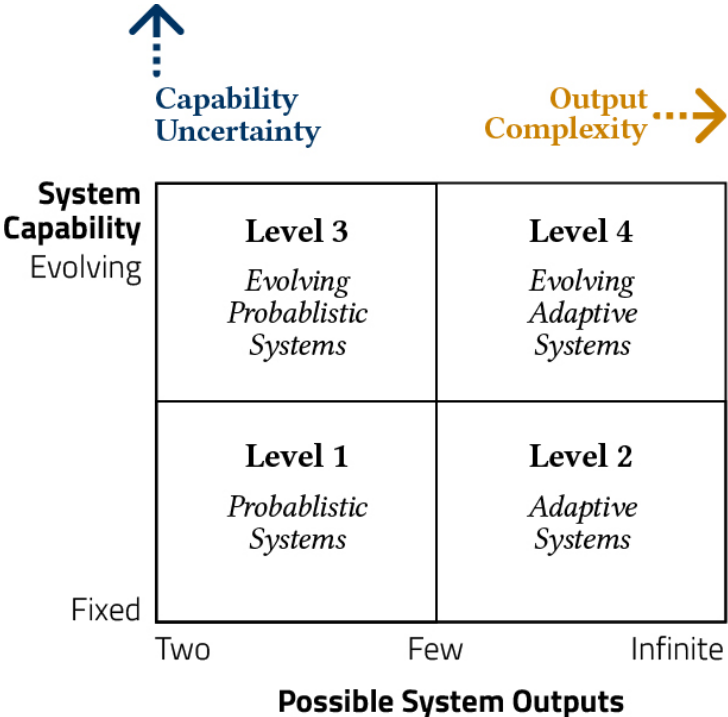 Capability
Uncertainty
Output
Complexity
System
Capability
Evolving
Level 3
Evolving
Probablistic
Systems
Level 4
Evolving
Adaptive
Systems
Level 1
Probablistic
Systems
Level 2
Adaptive
Systems
Fixed
Two
Few
Infinite
Possible System Outputs